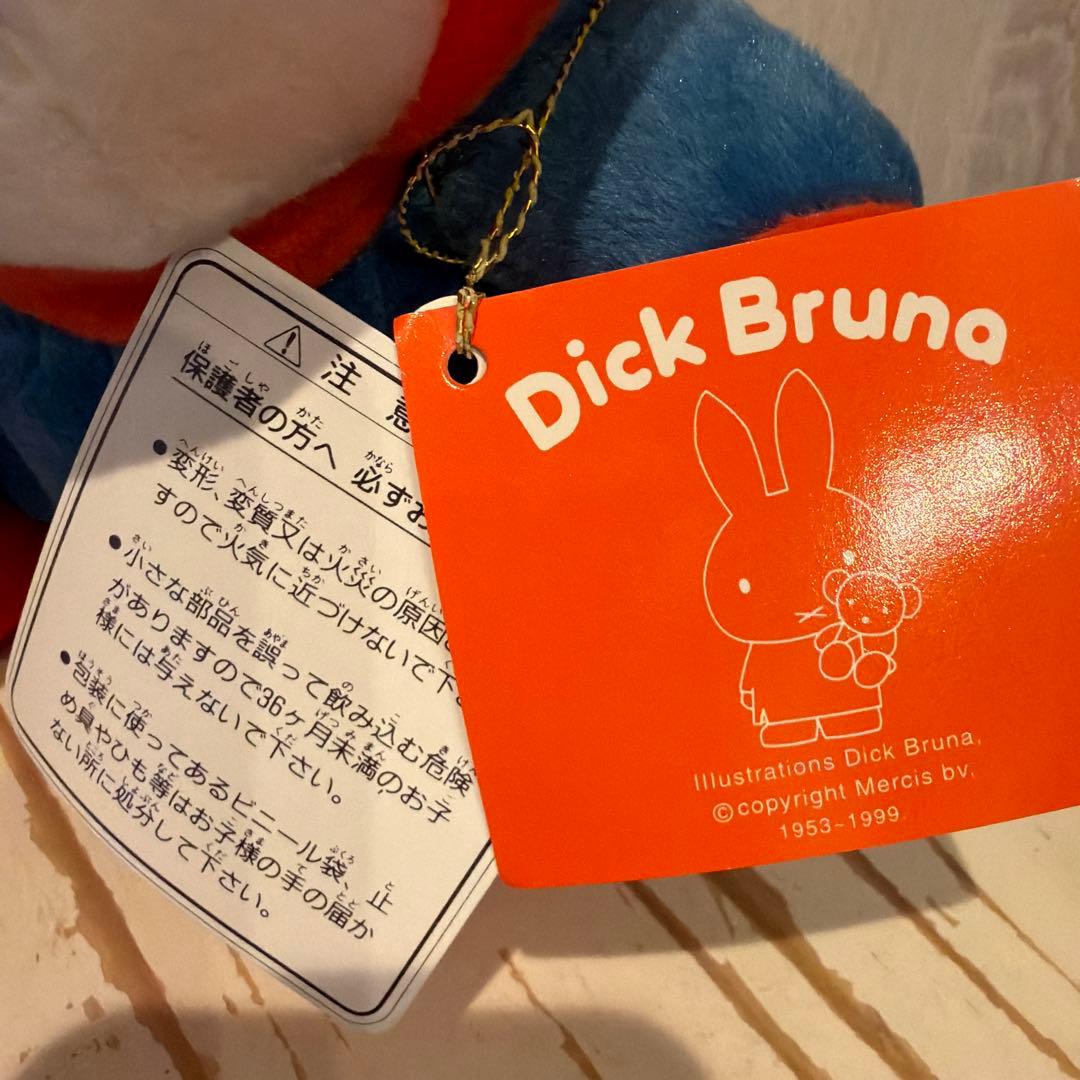 注意
保護者の方へ 必ずお
●変形、変質又は火災の原因
すので火気に近づけないで下
●小さな部品を誤って飲み込む危険
がありますので36ヶ月未満のお子
様には与えないで下さい。
●包装に使ってあるビニール袋、止
め具やひも等はお子様の手の届か
ない所に処分して下さい。
Dick Bruna
Illustrations Dick Bruna,
©copyright Mercis bv,
1953~1999.